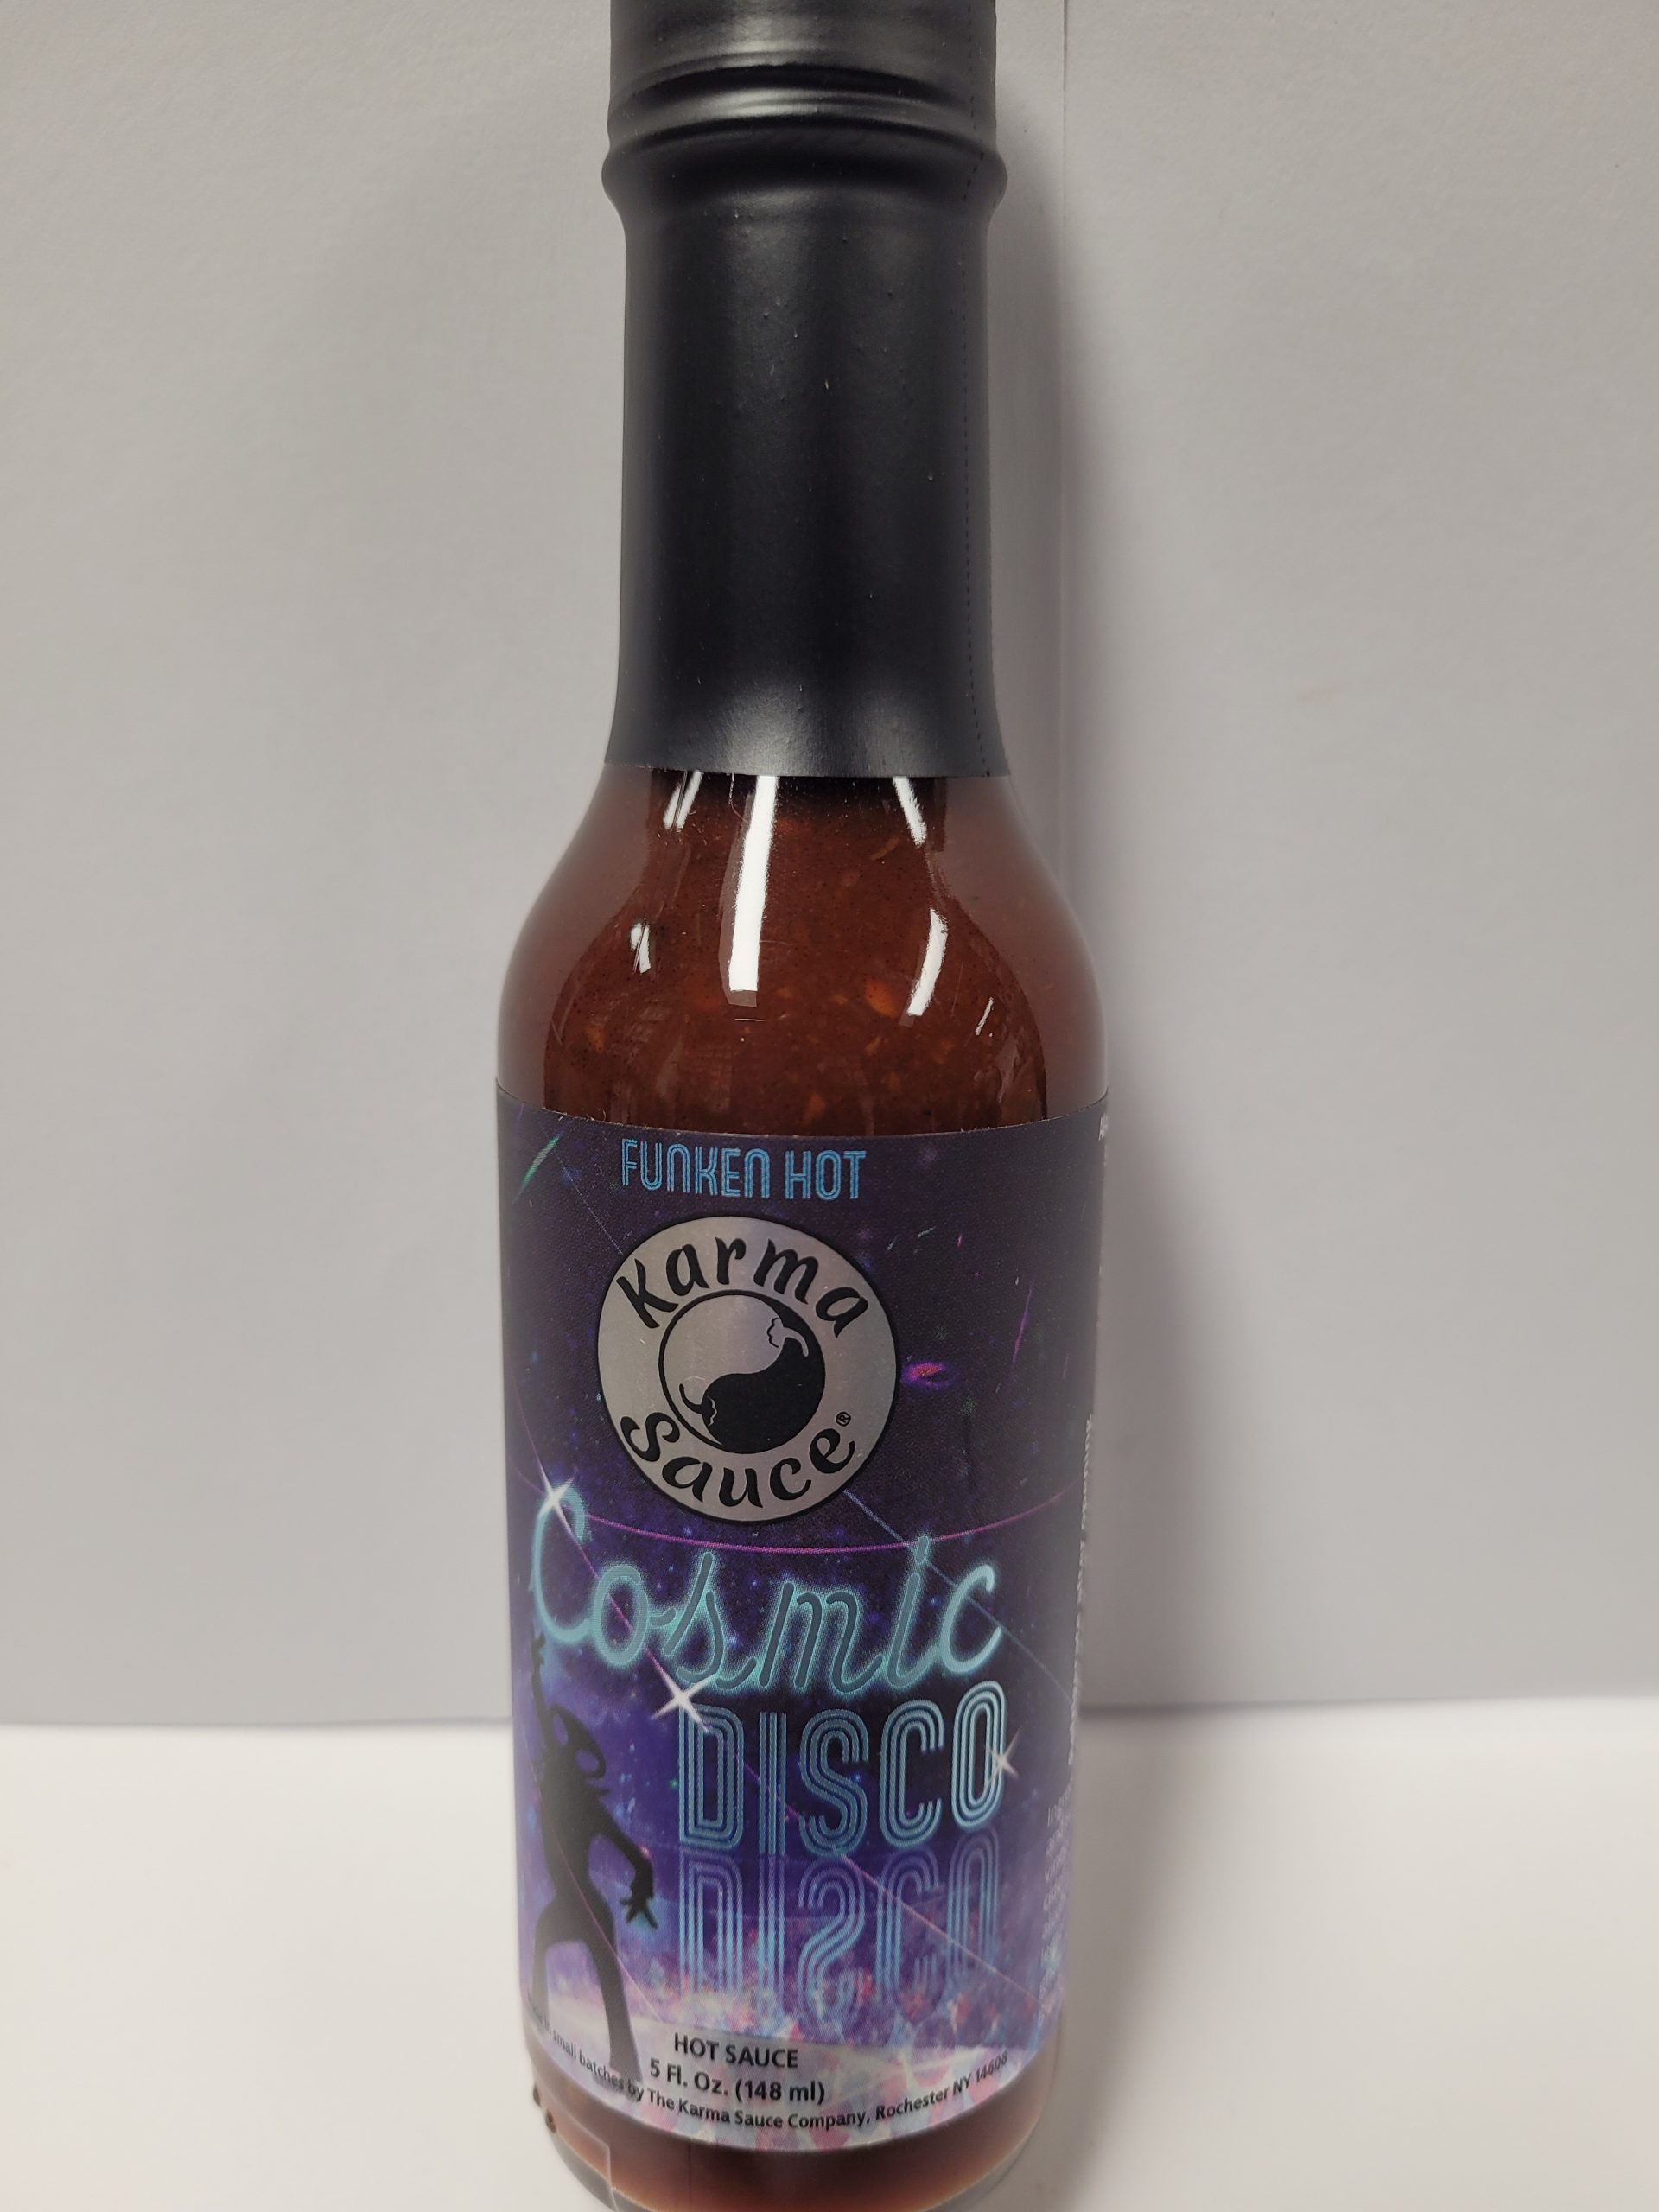 FUNKEN HOT
Karma
Sauce®
Cosmic
DISCO
DISCO
HOT SAUCE
5 Fl. Oz. (148 ml)
small batches by The Karma Sauce Company, Rochester NY 14608